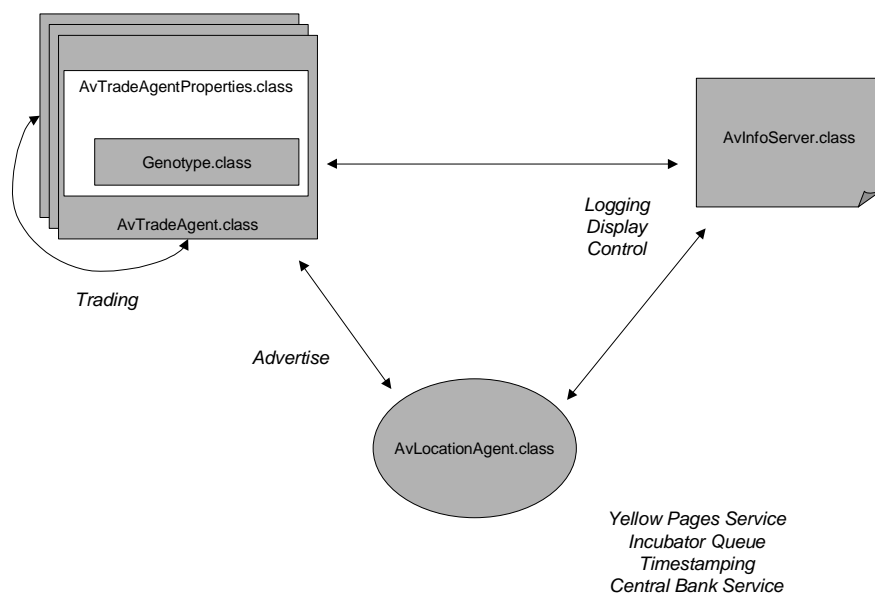 AvTradeAgentProperties.class
Genotype.class
AvTradeAgent.class
Trading
AvInfoServer.class
Logging
Display
Control
Advertise
AvLocationAgent.class
Yellow Pages Service
Incubator Queue
Timestamping
Central Bank Service